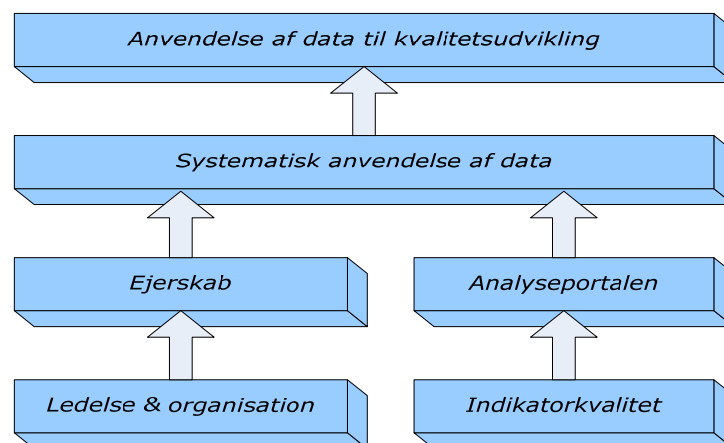 Anvendelse af data til kvalitetsudvikling
Systematisk anvendelse af data
Ejerskab
Analyseportalen
Ledelse & organisation
Indikatorkvalitet